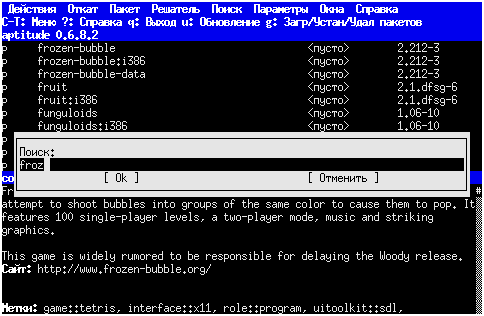 Действия Откат Пакет Решатель Поиск Параметры Окна Справка
C-T: Меню ?: Справка q: Выход u: Обновление g: Загр/Устан/Удал пакетов
aptitude 0.6.8.2
p frozen-bubble <пусто> 2.212-3
p frozen-bubble:i386 <пусто> 2.212-3
p frozen-bubble-data <пусто> 2.212-3
p fruit <пусто> 2.1.dfsg-6
p fruit:i386 <пусто> 2.1.dfsg-6
p funguloids <пусто> 1.06-10
p funguloids:i386 <пусто> 1.06-10
p
p Поиск:
p froz
[ Ok ] [ Отменить ]
co
Fr #
attempt to shoot bubbles into groups of the same color to cause them to pop. It
features 100 single-player levels, a two-player mode, music and striking
graphics.
This game is widely rumored to be responsible for delaying the Woody release.
Сайт: http://www.frozen-bubble.org/
Метки: game::tetris, interface::x11, role::program, uitoolkit::sdl,